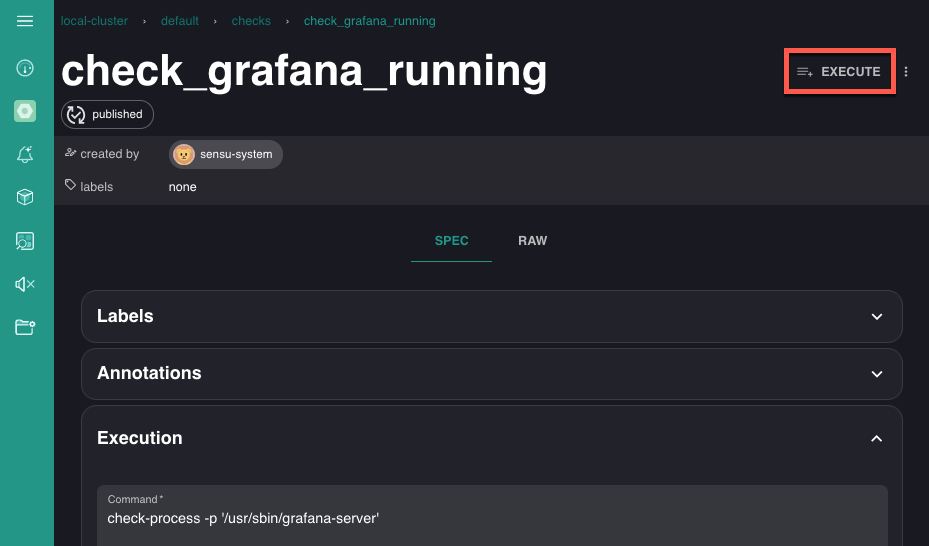 local-cluster › default › checks › check_grafana_running
check_grafana_running
EXECUTE
published
created by sensu-system
labels none
SPEC RAW
Labels
Annotations
Execution
Command*
check-process -p '/usr/sbin/grafana-server'